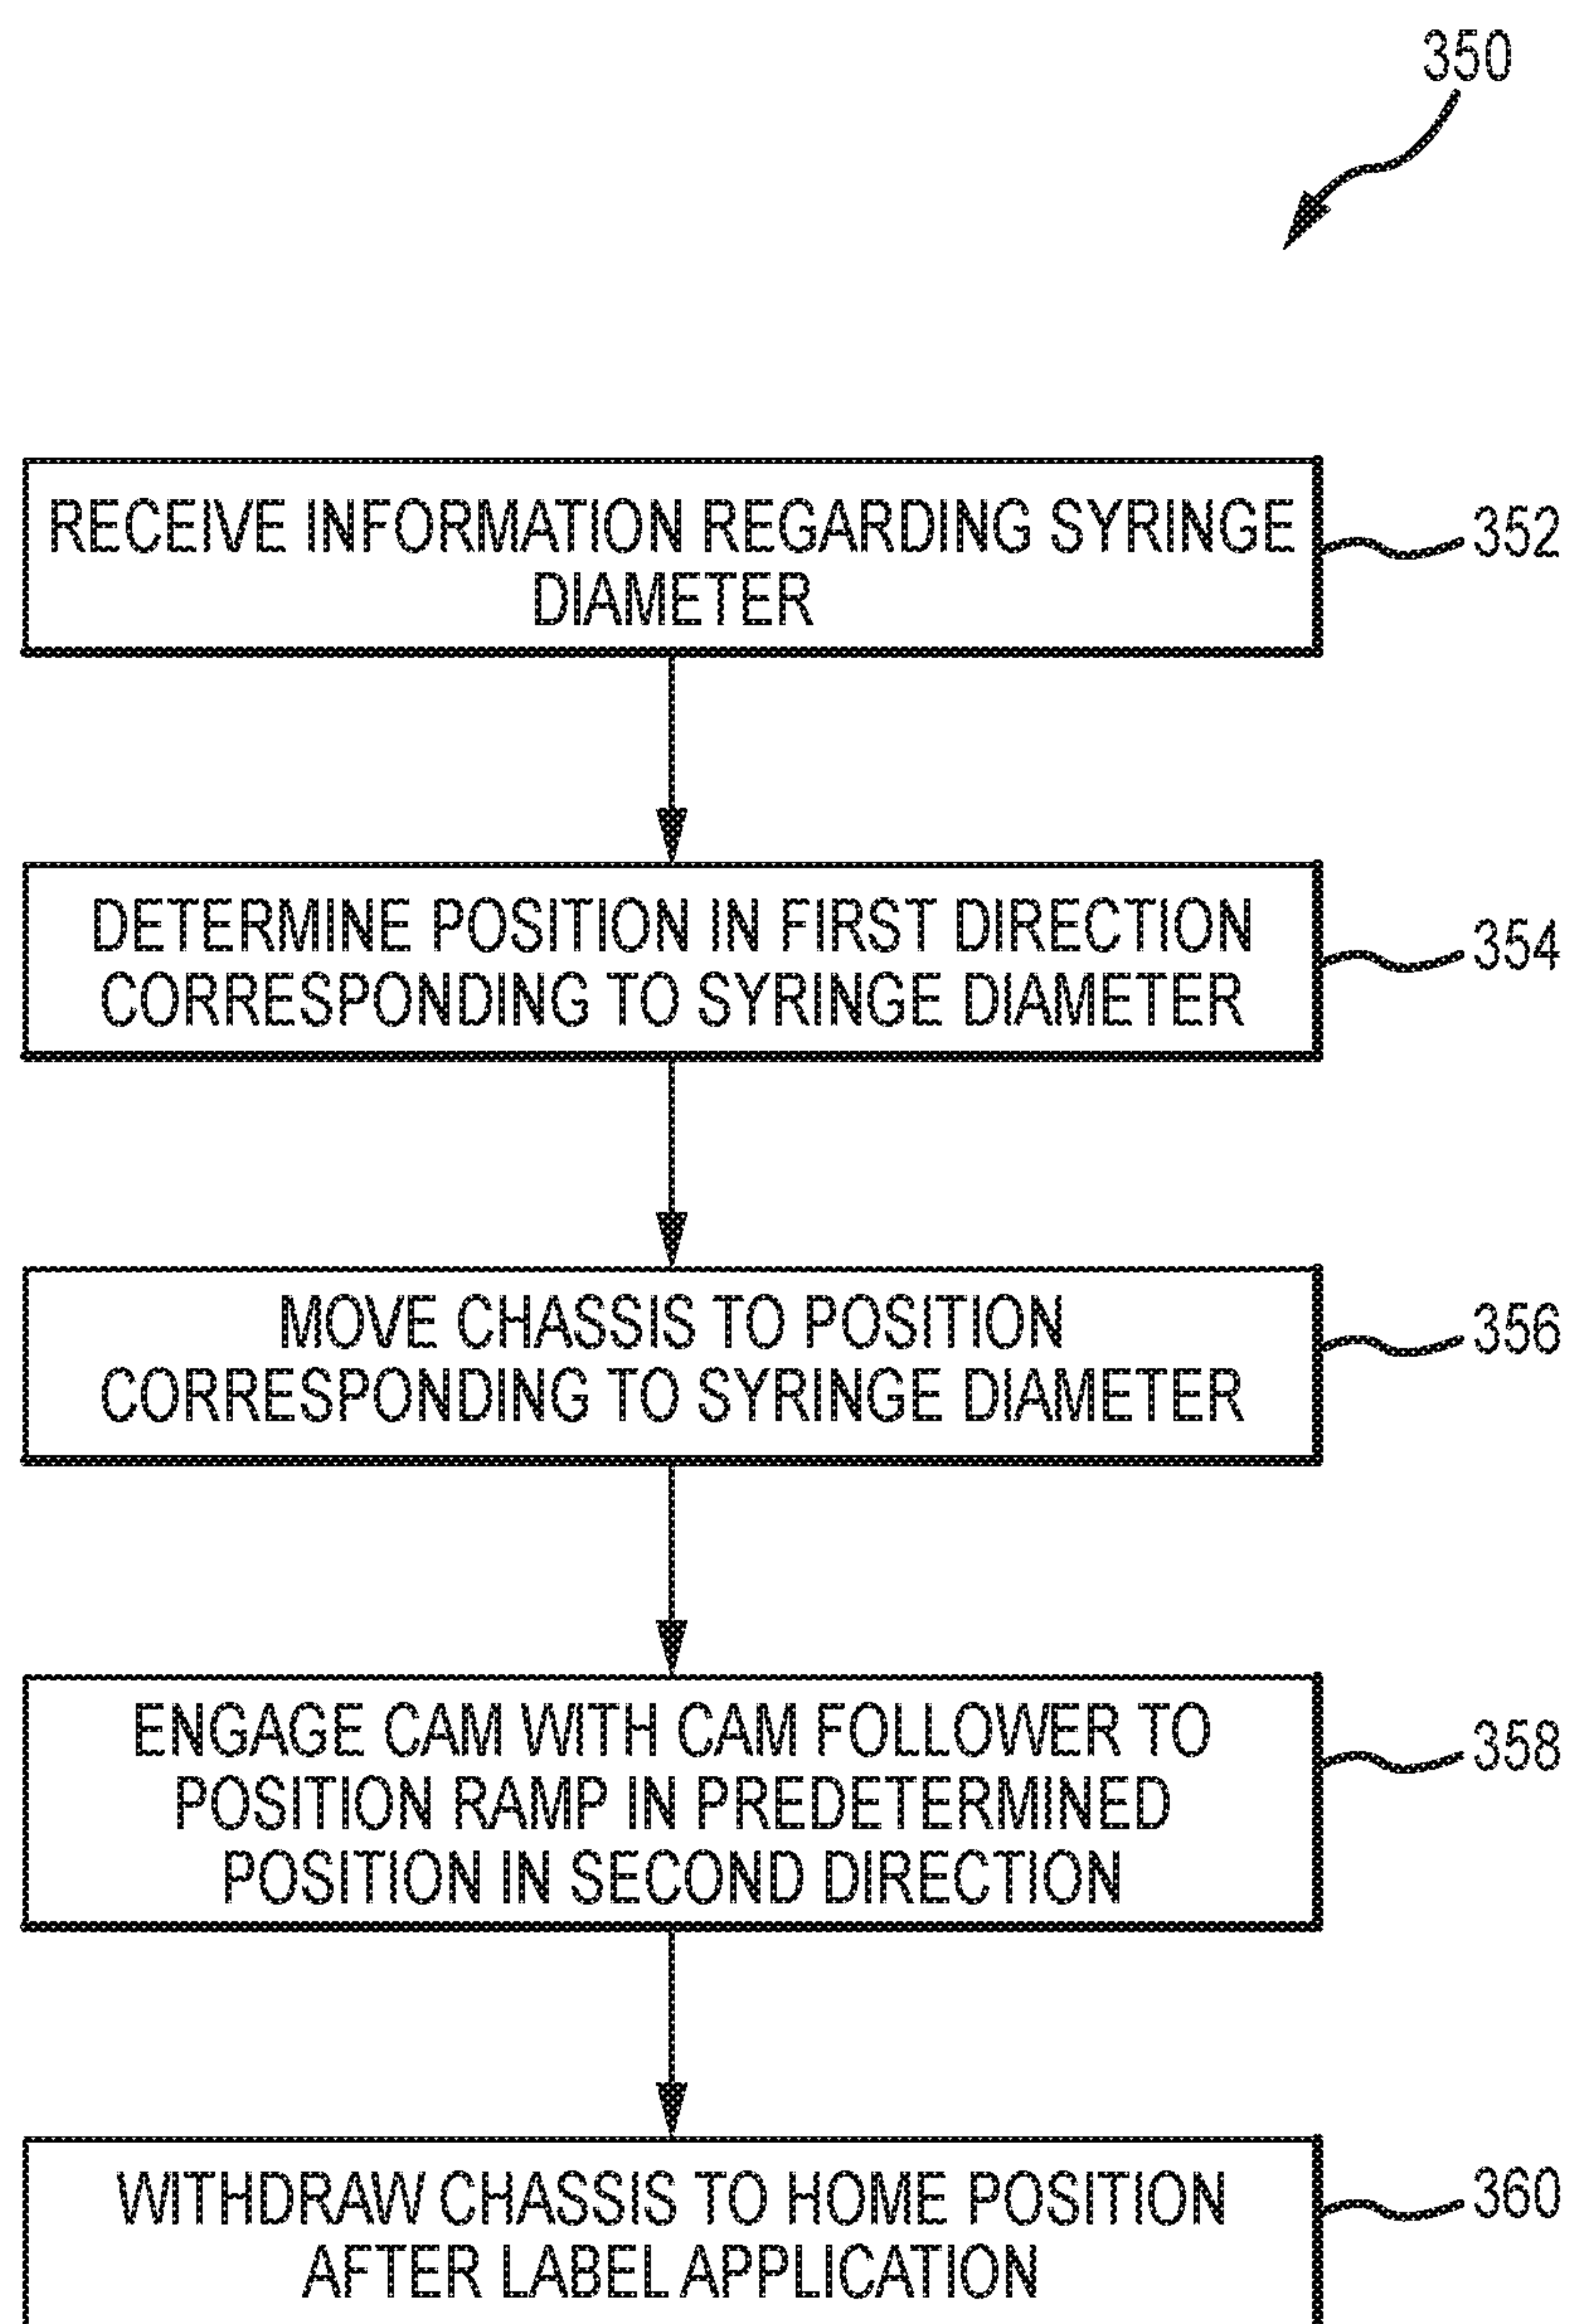 350
RECEIVE INFORMATION REGARDING SYRINGE
DIAMETER
352
DETERMINE POSITION IN FIRST DIRECTION
CORRESPONDING TO SYRINGE DIAMETER
354
MOVE CHASSIS TO POSITION
CORRESPONDING TO SYRINGE DIAMETER
356
ENGAGE CAM WITH CAM FOLLOWER TO
POSITION RAMP IN PREDETERMINED
POSITION IN SECOND DIRECTION
358
WITHDRAW CHASSIS TO HOME POSITION
AFTER LABEL APPLICATION
360